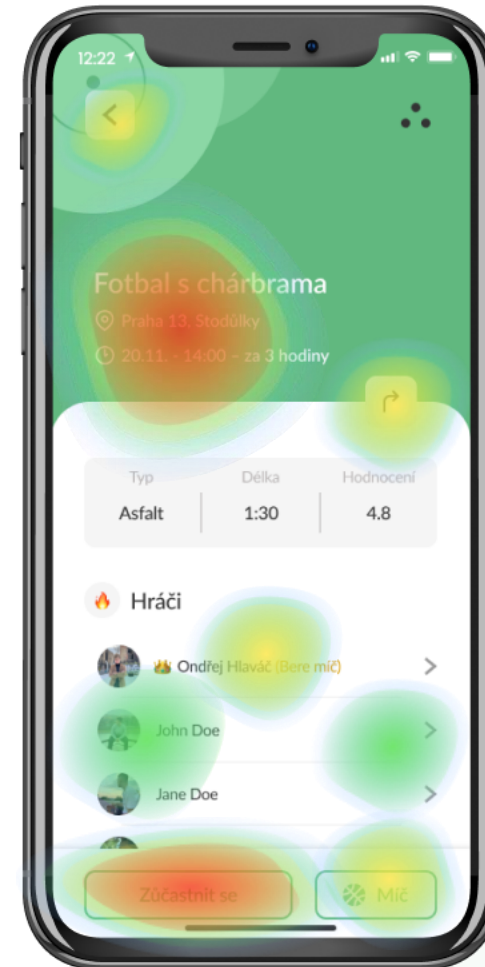 12:22
Fotbal s chárbrama
Praha 13, Stodůlky
20.11. - 14:00 – za 3 hodiny
Typ Délka Hodnocení
Asfalt 1:30 4.8
Hráči
Ondřej Hlaváč (Bere míč)
John Doe
Jane Doe
Zůčastnit se Míč